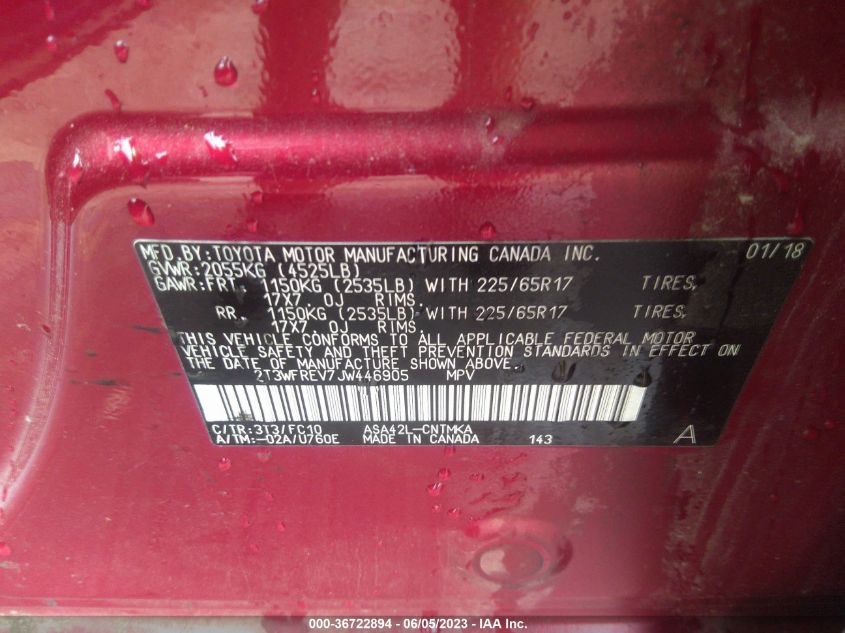 MFD.BY:TOYOTA MOTOR MANUFACTURING CANADA INC. 01/18
GVWR:2055KG (4525LB)
GAWR:FRT. 1150KG (2535LB) WITH 225/65R17 TIRES,
17X7.0J RIMS,
RR. 1150KG (2535LB) WITH 225/65R17 TIRES,
17X7.0J RIMS,
THIS VEHICLE CONFORMS TO ALL APPLICABLE FEDERAL MOTOR
VEHICLE SAFETY AND THEFT PREVENTION STANDARDS IN EFFECT ON
THE DATE OF MANUFACTURE SHOWN ABOVE.
2T3WFREV7JW446905 MPV
C/TR:3T3/FC10 ASA42L-CNTMKA
A/TM:-02A/U760E MADE IN CANADA 143 A
000-36722894 - 06/05/2023 - IAA Inc.